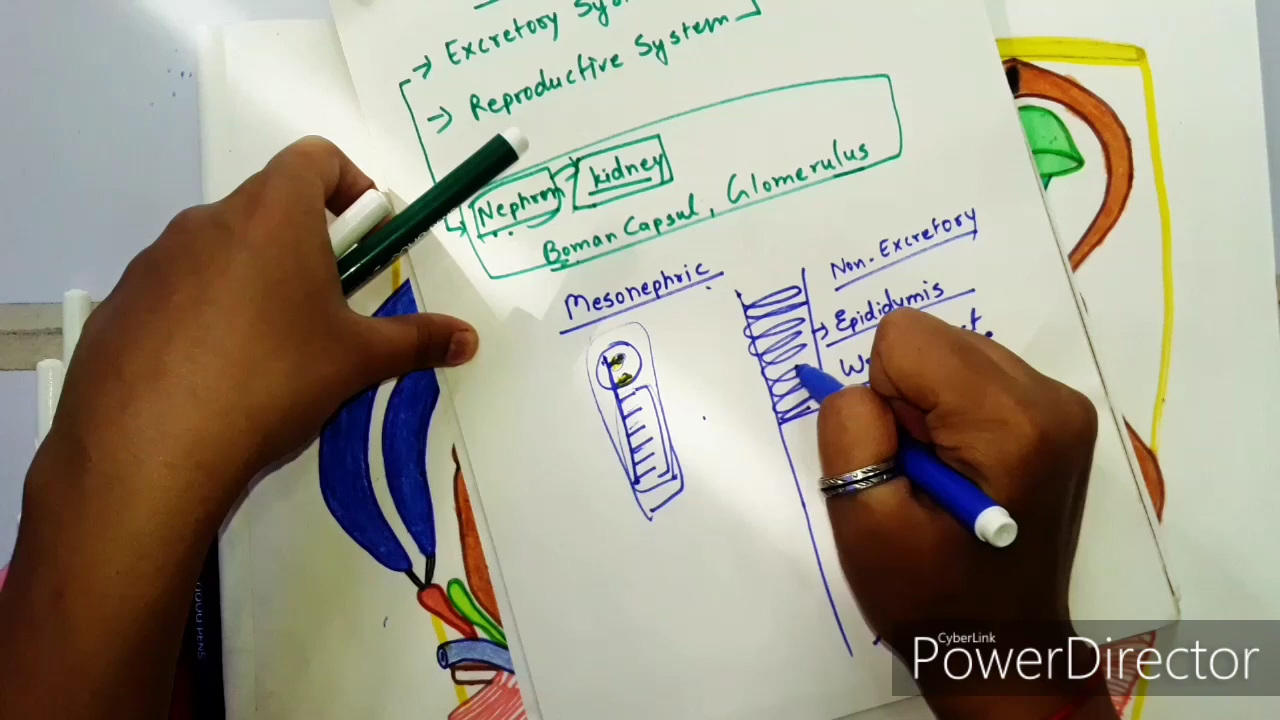 → Excretory
→ Reproductive System
Nephron
kidney
Boman Capsul, Glomerulus
Mesonephric
Non-Excretory
Epididymis
CyberLink
PowerDirector